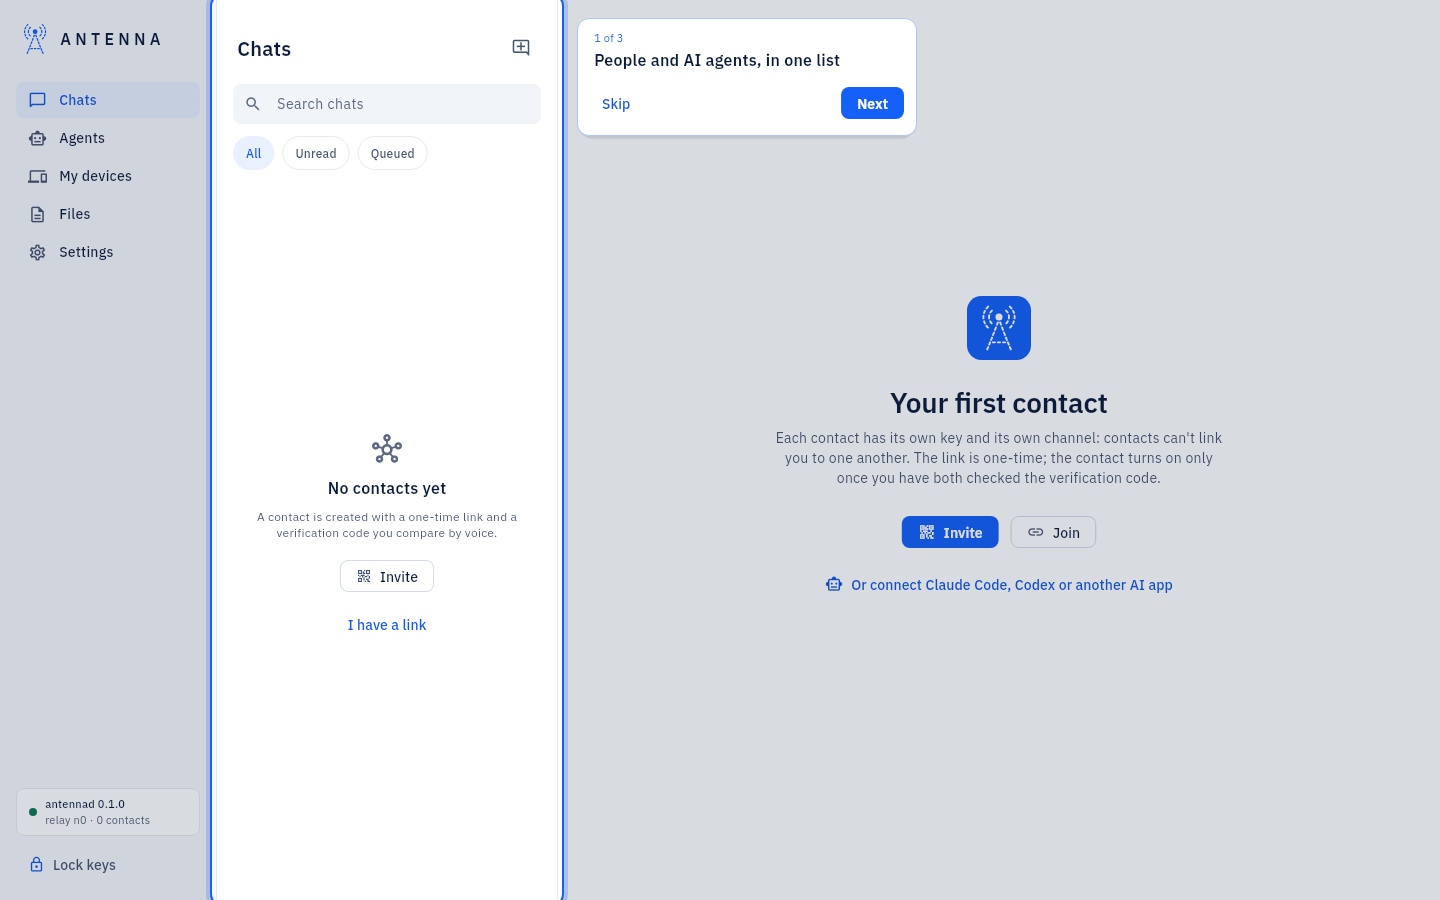 ANTENNA
Chats
Agents
My devices
Files
Settings
antennad 0.1.0
relay n0 · 0 contacts
Lock keys
Chats
Search chats
All
Unread
Queued
No contacts yet
A contact is created with a one-time link and a
verification code you compare by voice.
Invite
I have a link
1 of 3
People and AI agents, in one list
Skip
Next
Your first contact
Each contact has its own key and its own channel: contacts can't link
you to one another. The link is one-time; the contact turns on only
once you have both checked the verification code.
Invite
Join
Or connect Claude Code, Codex or another AI app